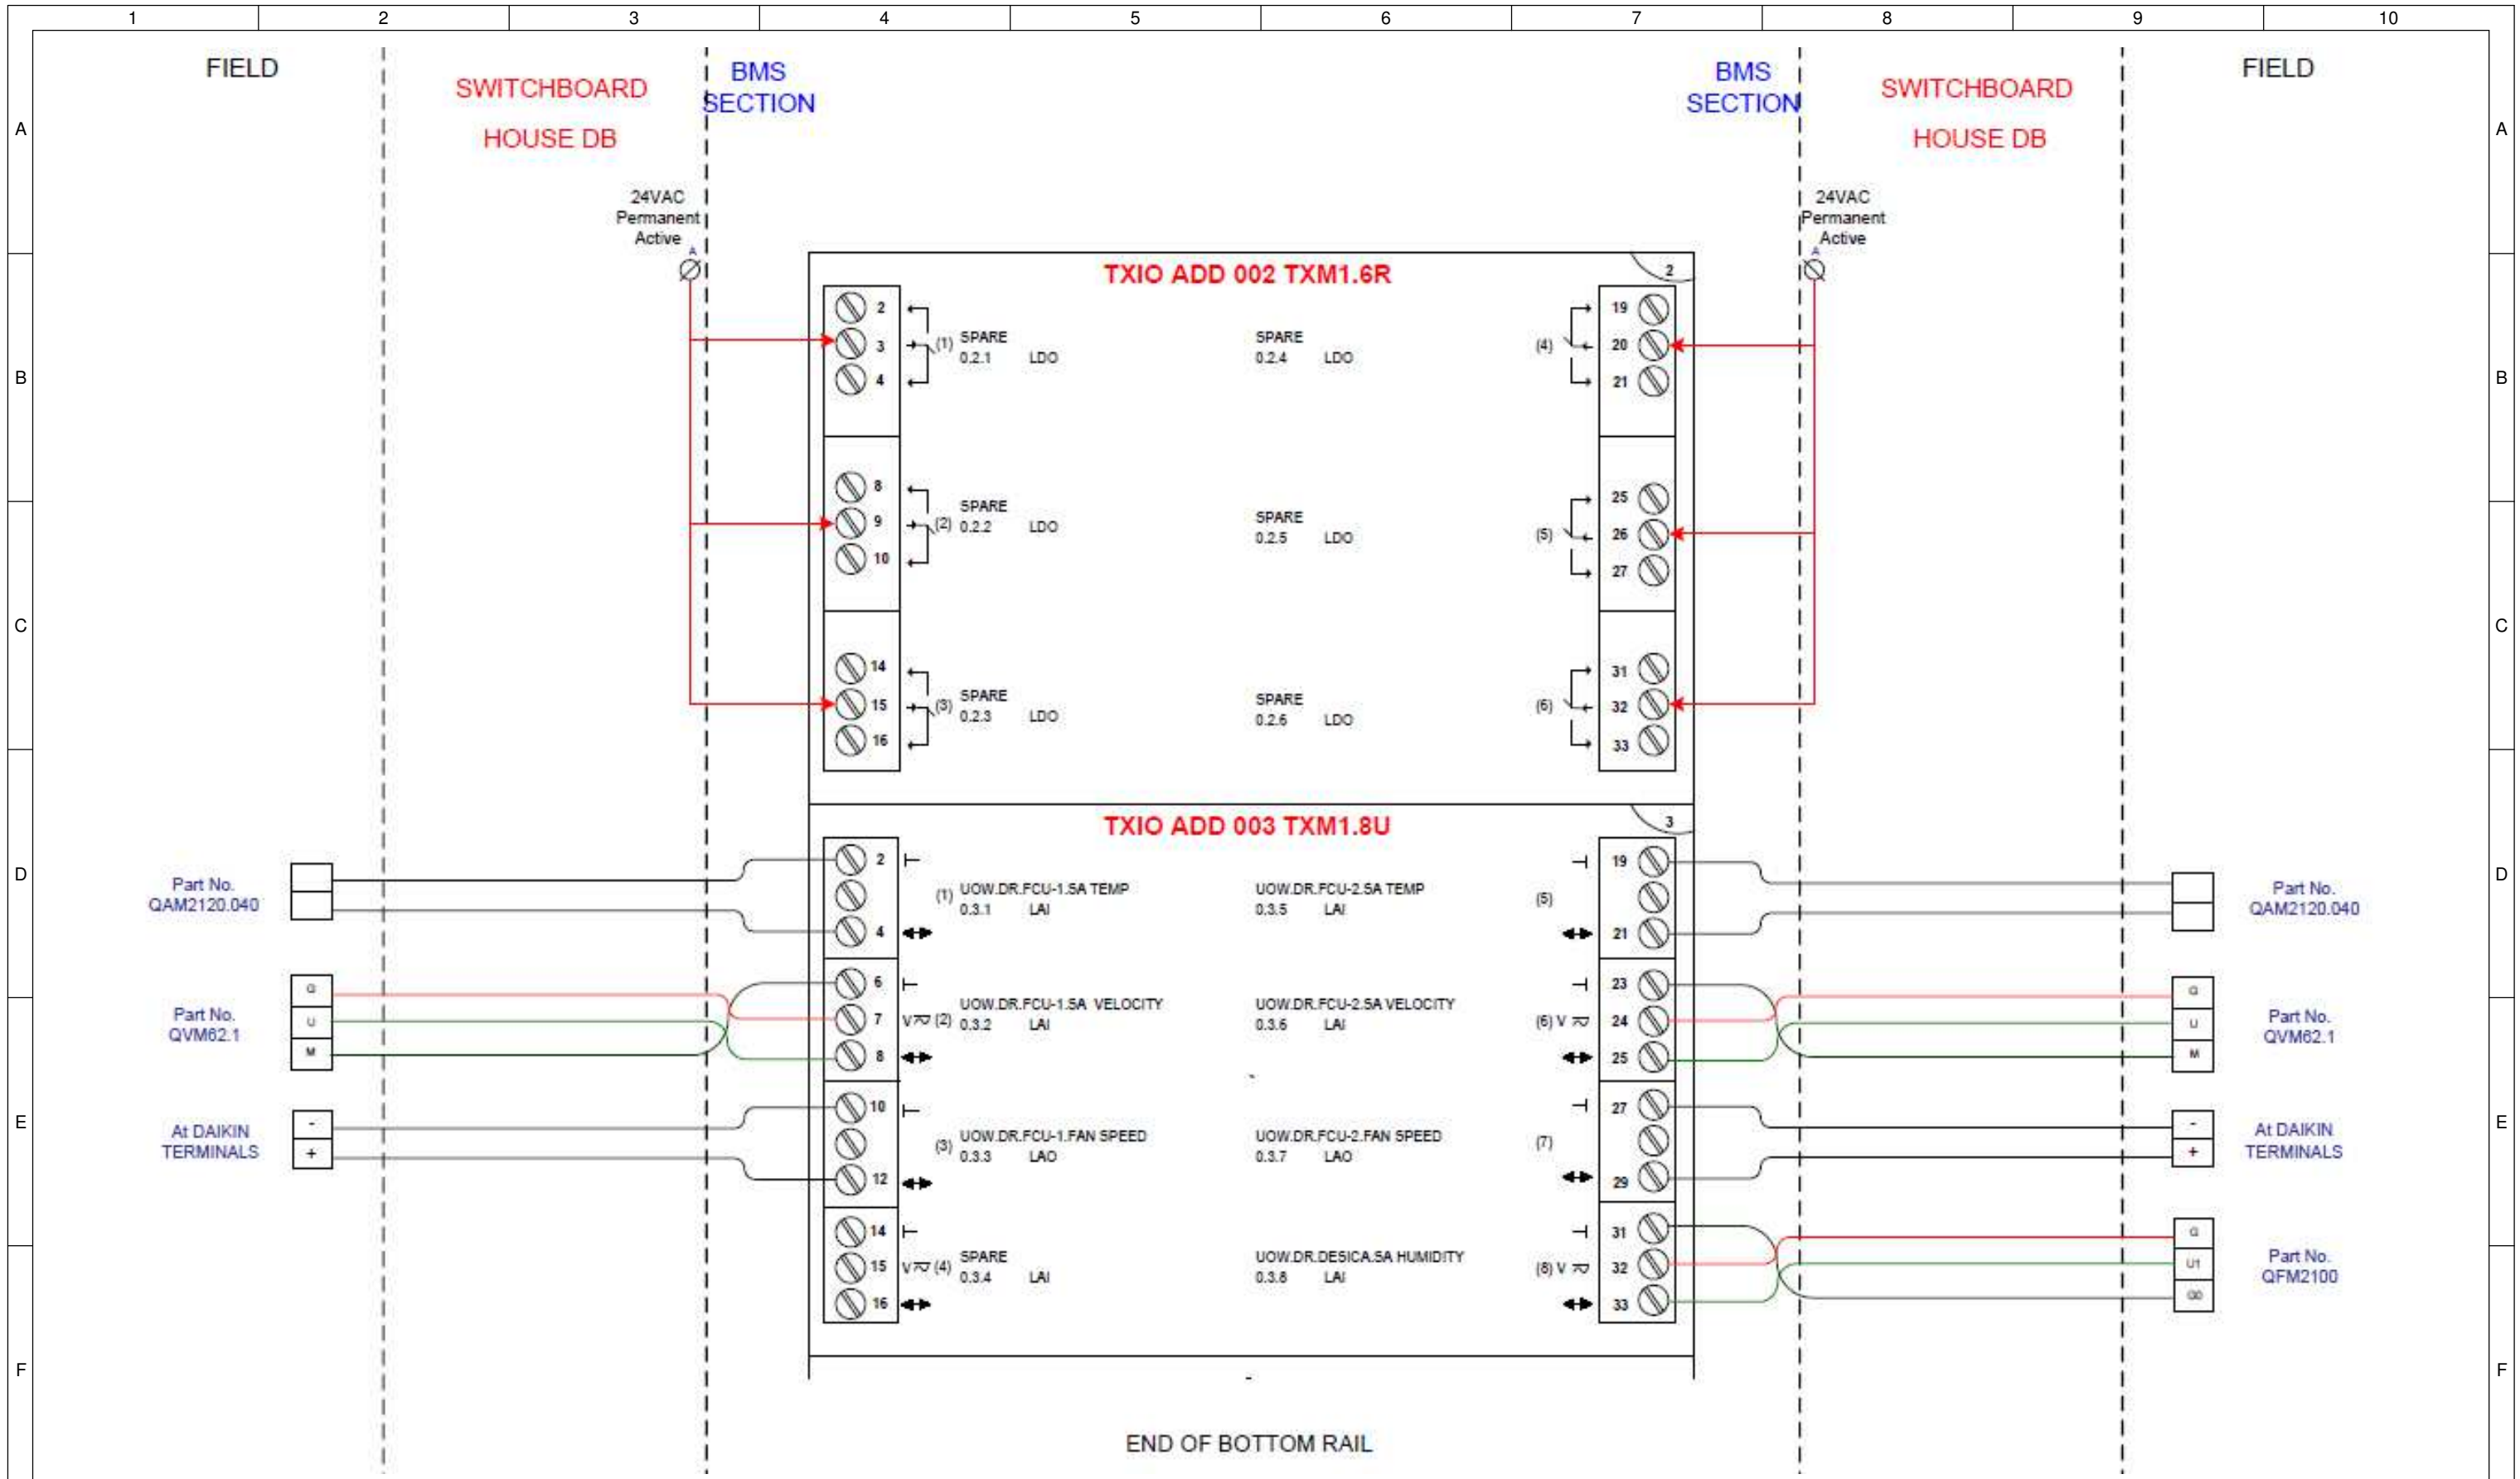 1 2 3 4 5 6 7 8 9 10
FIELD
SWITCHBOARD
HOUSE DB
BMS
SECTION
BMS
SECTION
SWITCHBOARD
HOUSE DB
FIELD
A
A
24VAC
Permanent
Active
A
24VAC
Permanent
Active
A
TXIO ADD 002 TXM1.6R
2
B
B
2
3
4
(1) SPARE
0.2.1 LDO
SPARE
0.2.4 LDO
(4)
19
20
21
8
9
10
(2) SPARE
0.2.2 LDO
SPARE
0.2.5 LDO
(5)
25
26
27
C
C
14
15
16
(3) SPARE
0.2.3 LDO
SPARE
0.2.6 LDO
(6)
31
32
33
TXIO ADD 003 TXM1.8U
3
D
D
Part No.
QAM2120.040
2
4
(1) UOW.DR.FCU-1.SA TEMP
0.3.1 LAI
UOW.DR.FCU-2.SA TEMP
0.3.5 LAI
(5)
19
21
Part No.
QAM2120.040
Part No.
QVM62.1
G
U
M
6
7
8
V (2) UOW.DR.FCU-1.SA VELOCITY
0.3.2 LAI
UOW.DR.FCU-2.SA VELOCITY
0.3.6 LAI
(6) V
23
24
25
G
U
M
Part No.
QVM62.1
E
E
At DAIKIN
TERMINALS
-
+
10
12
(3) UOW.DR.FCU-1.FAN SPEED
0.3.3 LAO
UOW.DR.FCU-2.FAN SPEED
0.3.7 LAO
(7)
27
29
-
+
At DAIKIN
TERMINALS
14
15
16
V (4) SPARE
0.3.4 LAI
UOW.DR.DESICA.SA HUMIDITY
0.3.8 LAI
(8) V
31
32
33
G
U1
G0
Part No.
QFM2100
F
F
-
END OF BOTTOM RAIL